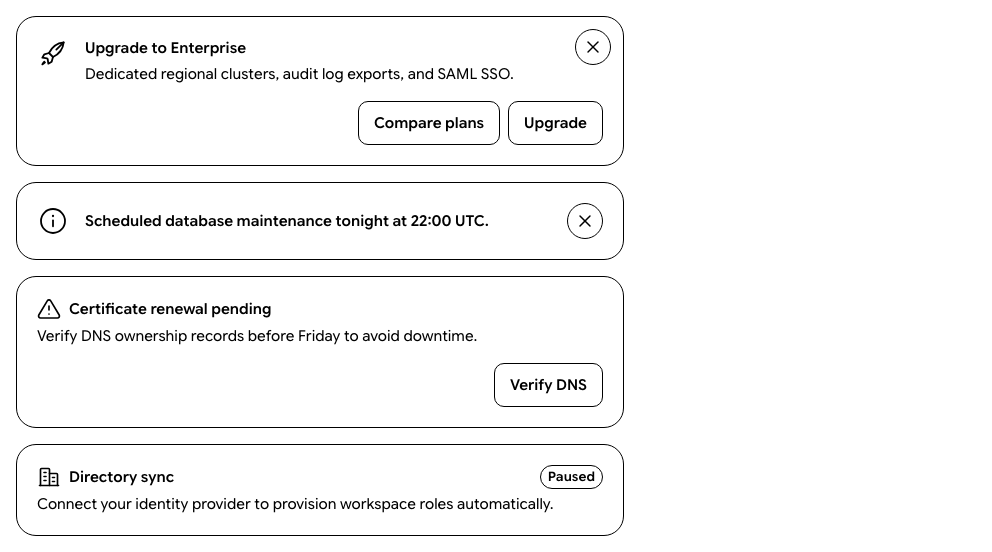 Upgrade to Enterprise
Dedicated regional clusters, audit log exports, and SAML SSO.
Compare plans
Upgrade
Scheduled database maintenance tonight at 22:00 UTC.
Certificate renewal pending
Verify DNS ownership records before Friday to avoid downtime.
Verify DNS
Directory sync
Paused
Connect your identity provider to provision workspace roles automatically.